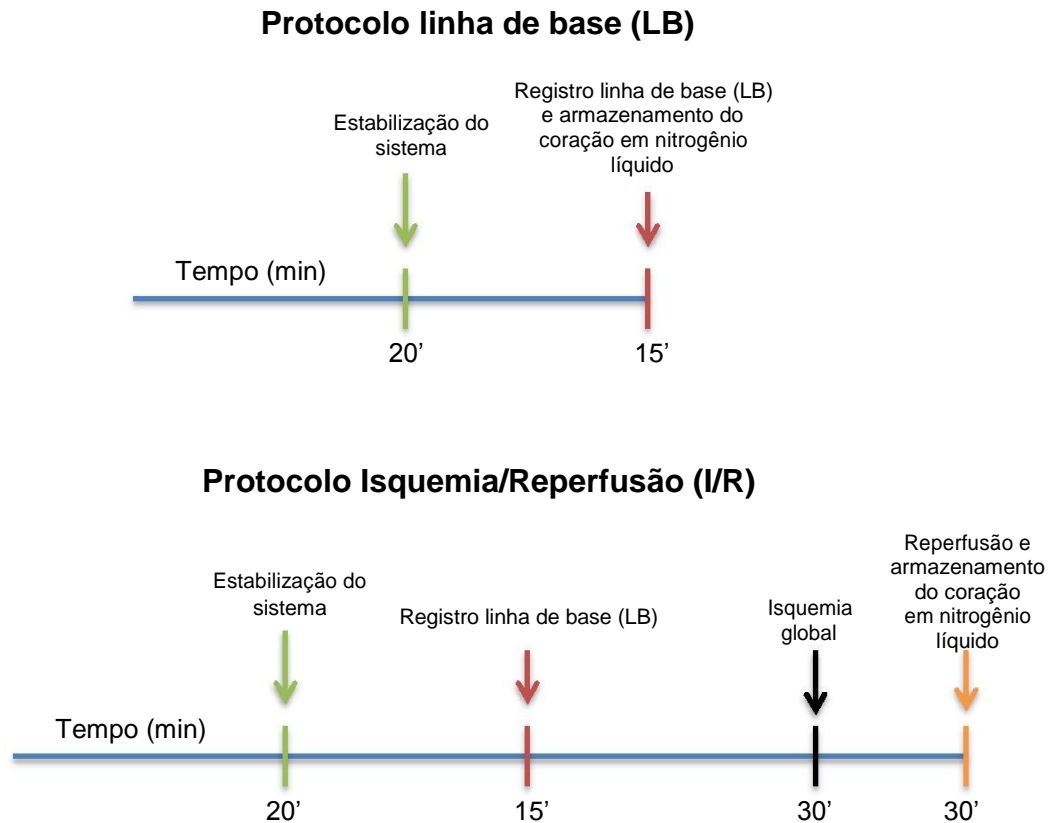 Protocolo linha de base (LB)
Registro linha de base (LB)
e armazenamento do
coração em nitrogênio
líquido
Estabilização do
sistema
Tempo (min)
20’
15’
Protocolo Isquemia/Reperfusão (I/R)
Reperfusão e
armazenamento
do coração
em nitrogênio
líquido
Estabilização do
sistema
Registro linha de base (LB)
Isquemia
global
Tempo (min)
20’
15’
30’
30’